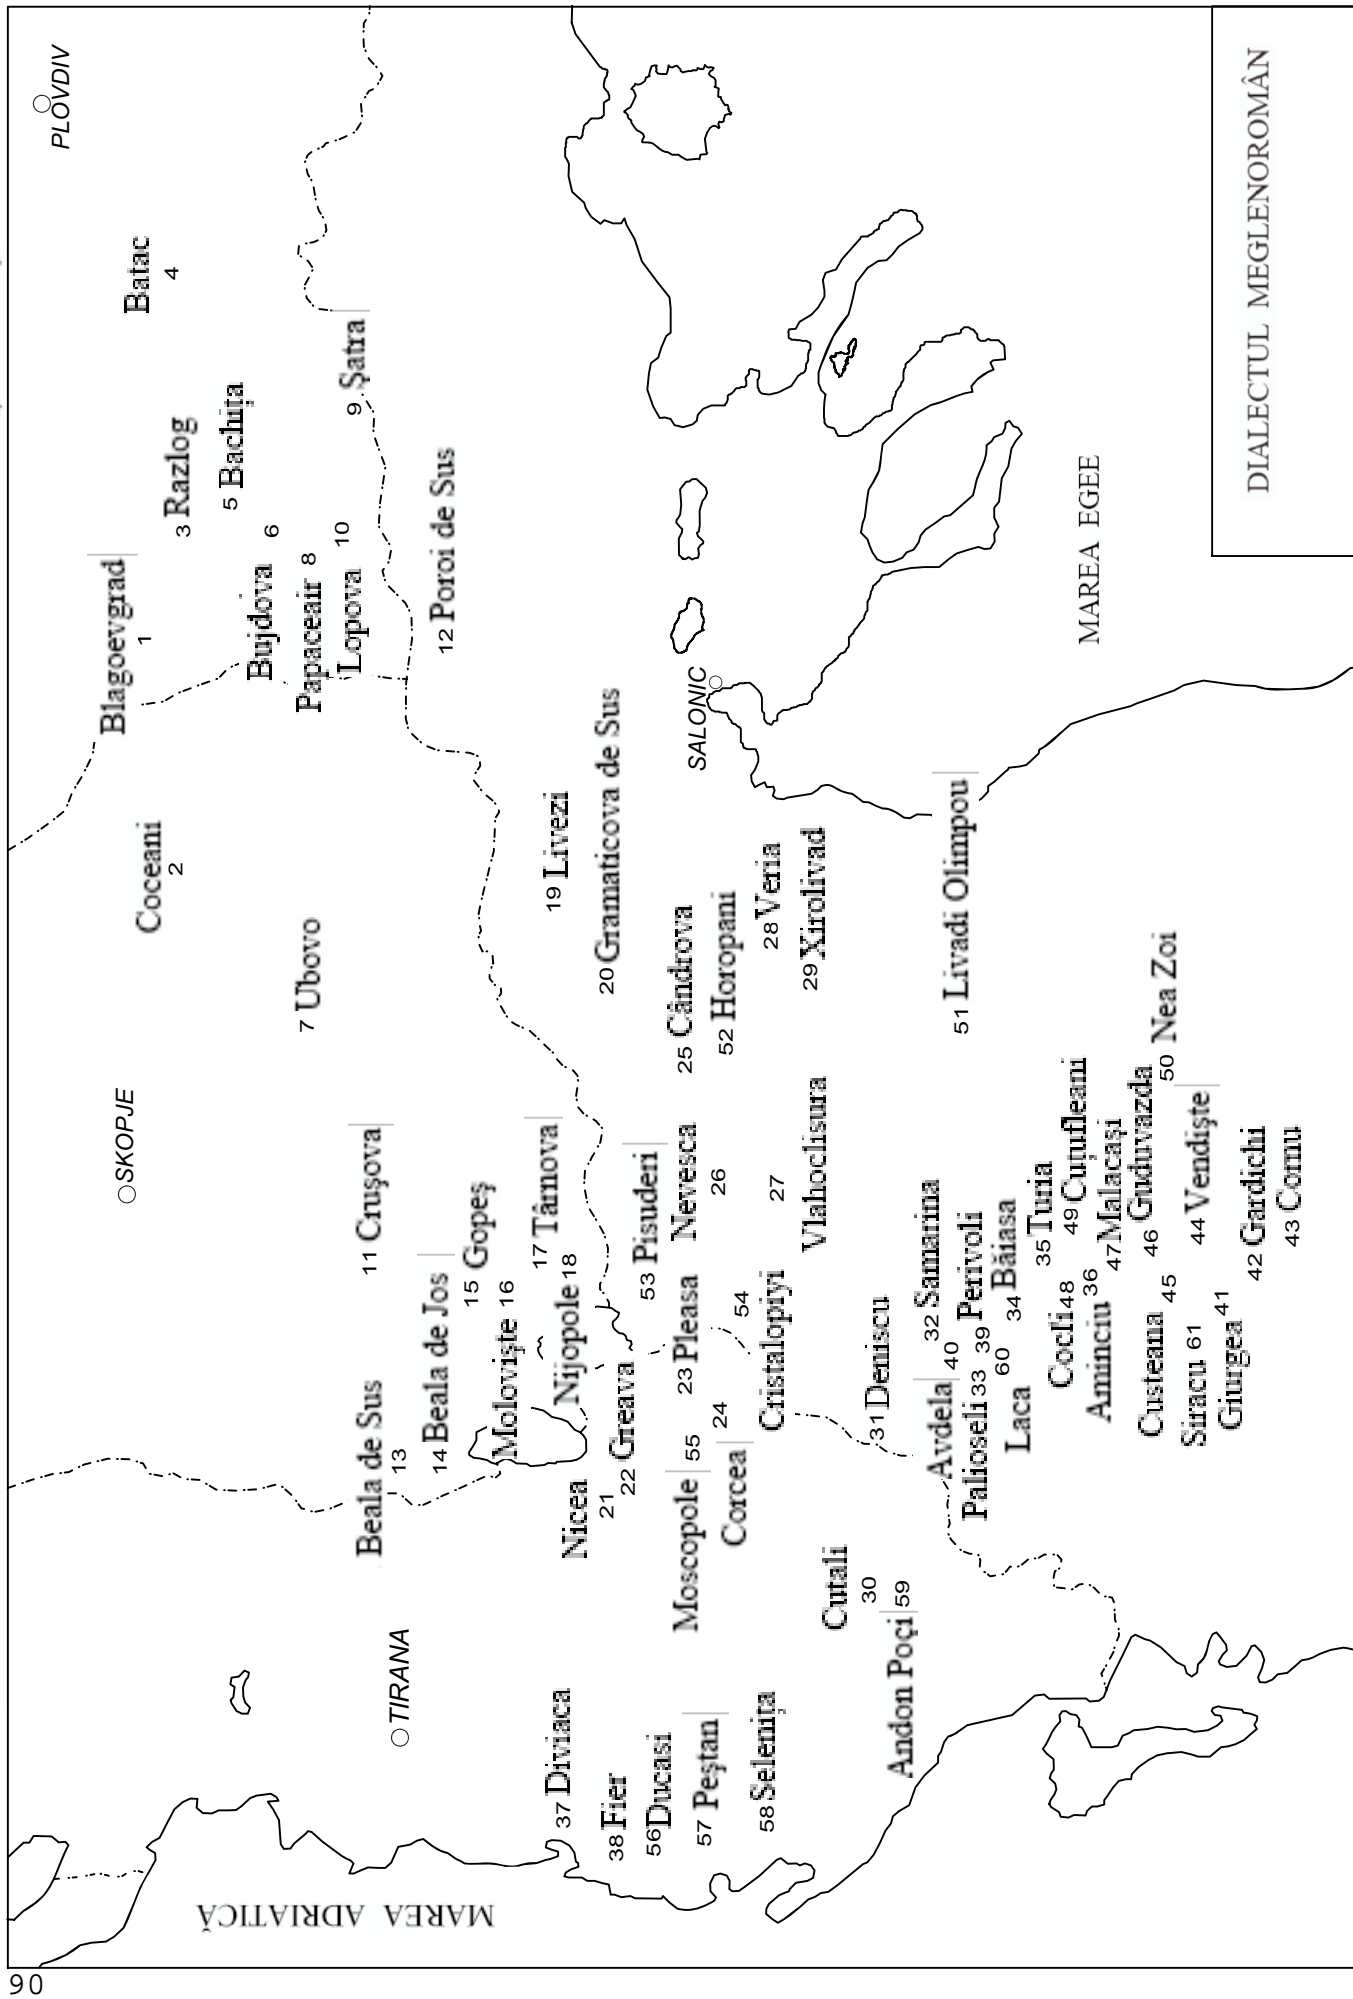 90
PLOVDIV
Batac
4
Blagoevgrad
1
3 Razlog
5 Bachița
Coceani
2
SKOPJE
Bujdova
6
Papaceair 8
Lopova
10
9 Șatra
7 Ubovo
12 Poroi de Sus
11 Crușova
Beala de Sus
13
14 Beala de Jos
15 Gopeș
Moloviște
16
17 Târnova
Nijopole 18
19 Livezi
20 Gramaticova de Sus
TIRANA
MAREA ADRIATICĂ
Nicea
21
22 Greava
53 Pisuderi
Nevesca
26
23 Pleasa
25 Cândrova
52 Horopani
SALONIC
28 Veria
29 Xirolivad
27
Vlahoclisura
54
Cristalopiyi
24
Corcea
Moscopole 55
37 Diviaca
38 Fier
56 Ducasi
57 Peștan
58 Selenița
Cutali
30
Andon Poçi 59
31 Deniscu
32 Samarina
Avdela 40
Palioseli 33
39 Perivoli
60
Laca
34 Băiasa
35 Turia
Cocli 48
49 Cuțufleani
36
Aminciu
47 Malacași
46 Guduvazda
Custeana
45
50 Nea Zoi
44 Vendiște
Siracu 61
Giurgea 41
42 Gardichi
43 Cornu
51 Livadi Olimpou
MAREA EGEE
DIALECTUL MEGLENOROMÂN